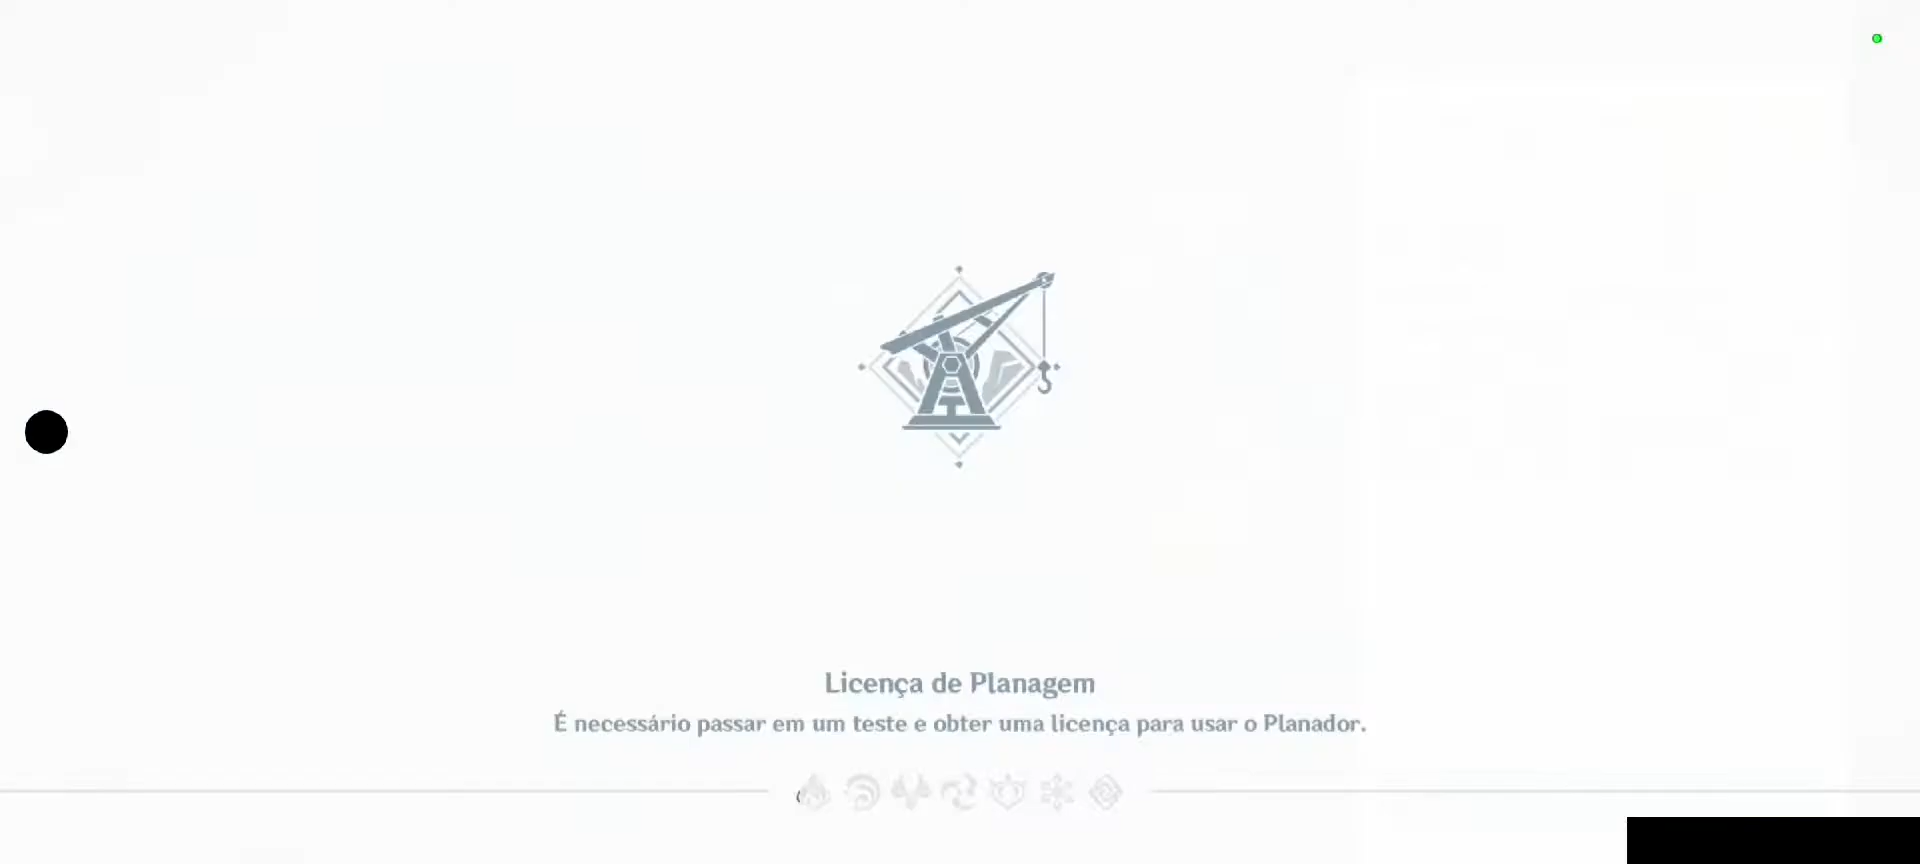 Licença de Planagem
É necessário passar em um teste e obter uma licença para usar o Planador.